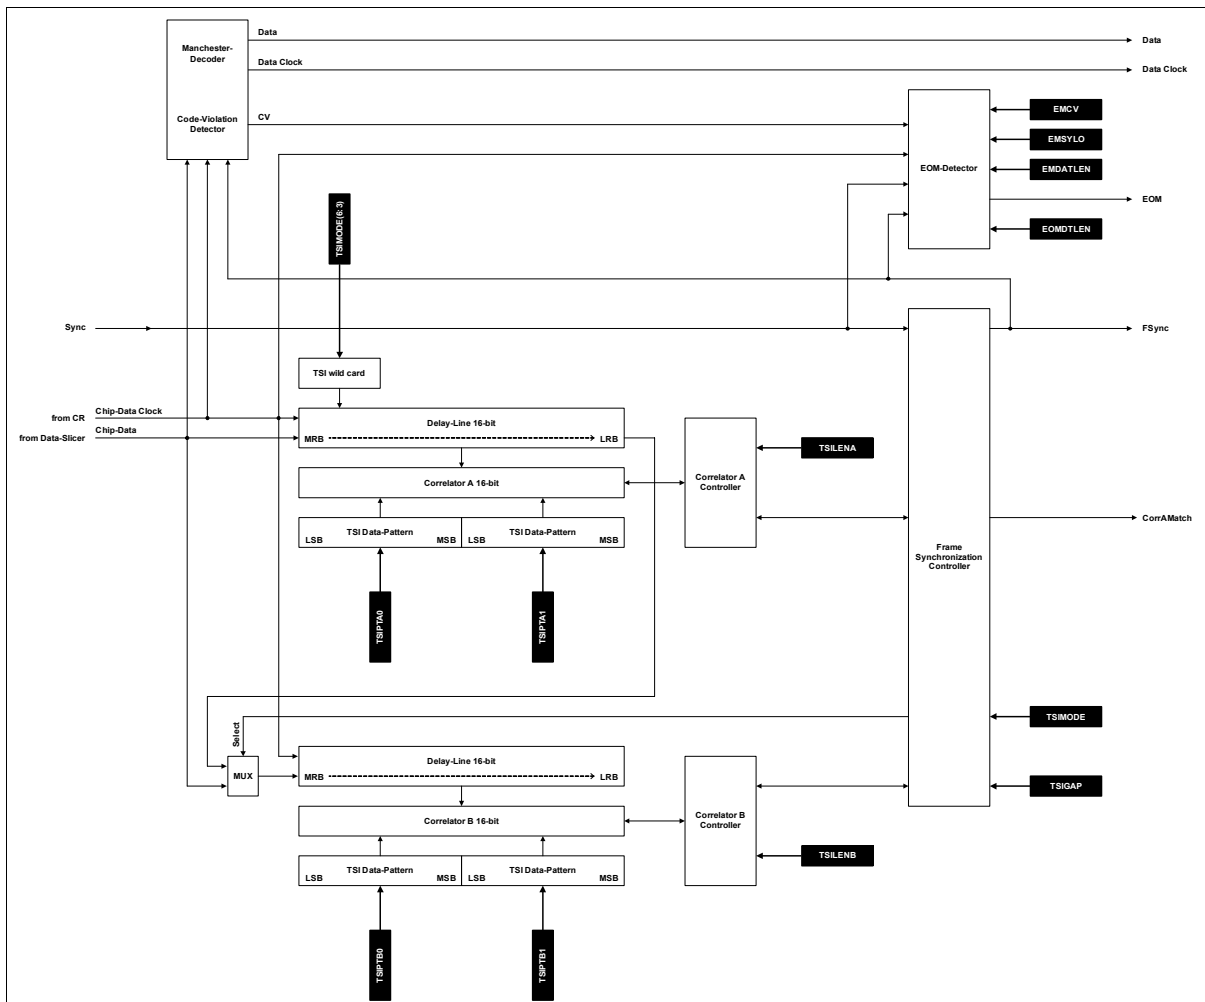 Data
Data
Manchester-
Decoder
Data Clock
Data Clock
Code-Violation
Detector
CV
EMCV
EMSYLO
EOM-Detector
EMDATLEN
EOM
EOMDTLEN
TSIMODE(6:3)
Sync
FSync
TSI wild card
from CR
Chip-Data Clock
from Data-Slicer
Chip-Data
Delay-Line 16-bit
MRB
LRB
TSILENA
Correlator A
Controller
Correlator A 16-bit
CorrAMatch
TSI Data-Pattern
LSB
MSB
TSI Data-Pattern
LSB
MSB
Frame
Synchronization
Controller
TSIPTA0
TSIPTA1
Select
TSIMODE
MUX
Delay-Line 16-bit
MRB
LRB
TSIGAP
Correlator B 16-bit
Correlator B
Controller
TSILENB
TSI Data-Pattern
LSB
MSB
TSI Data-Pattern
LSB
MSB
TSIPTB0
TSIPTB1